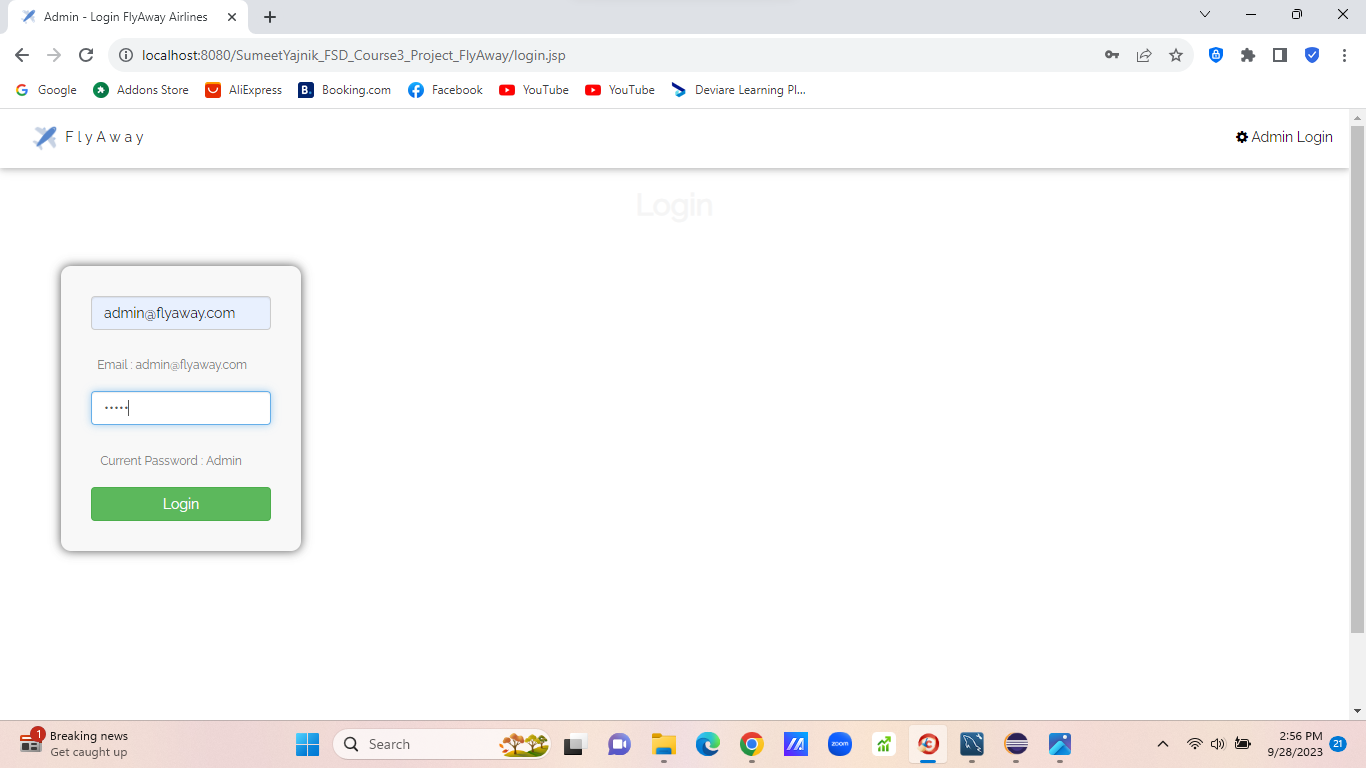 Admin - Login FlyAway Airlines
localhost:8080/SumeetYajnik_FSD_Course3_Project_FlyAway/login.jsp
Google Addons Store AliExpress B. Booking.com Facebook YouTube YouTube Deviare Learning Pl...
FlyAway Admin Login
Login
admin@flyaway.com
Email : admin@flyaway.com
•••••
Current Password : Admin
Login
1 Breaking news
Get caught up
Search
zoom
2:56 PM
9/28/2023
21